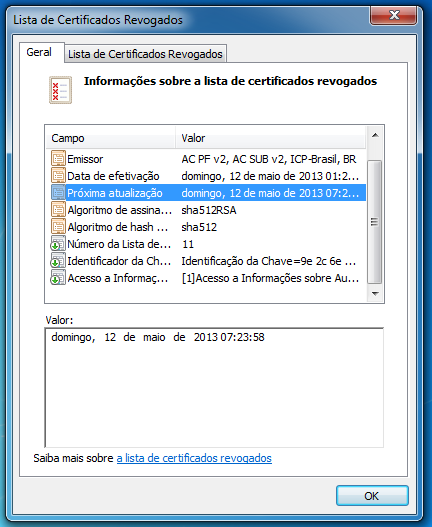 Lista de Certificados Revogados
Geral Lista de Certificados Revogados
Informações sobre a lista de certificados revogados
Campo Valor
Emissor AC PF v2, AC SUB v2, ICP-Brasil, BR
Data de efetivação domingo, 12 de maio de 2013 01:2...
Próxima atualização domingo, 12 de maio de 2013 07:2...
Algoritmo de assina... sha512RSA
Algoritmo de hash ... sha512
Número da Lista de... 11
Identificador da Ch... Identificação da Chave=9e 2c 6e ...
Acesso a Informaç... [1]Acesso a Informações sobre Au...
Valor:
domingo, 12 de maio de 2013 07:23:58
Saiba mais sobre a lista de certificados revogados
OK